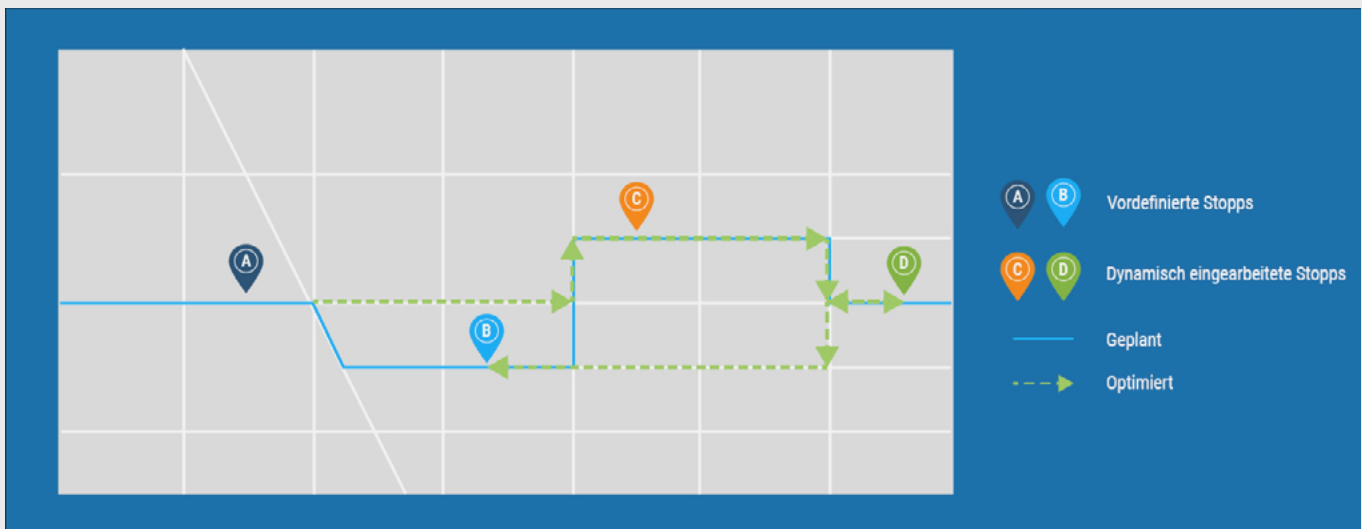 A
B
C
D
A B Vordefinierte Stopps
C D Dynamisch eingearbeitete Stopps
Geplant
Optimiert